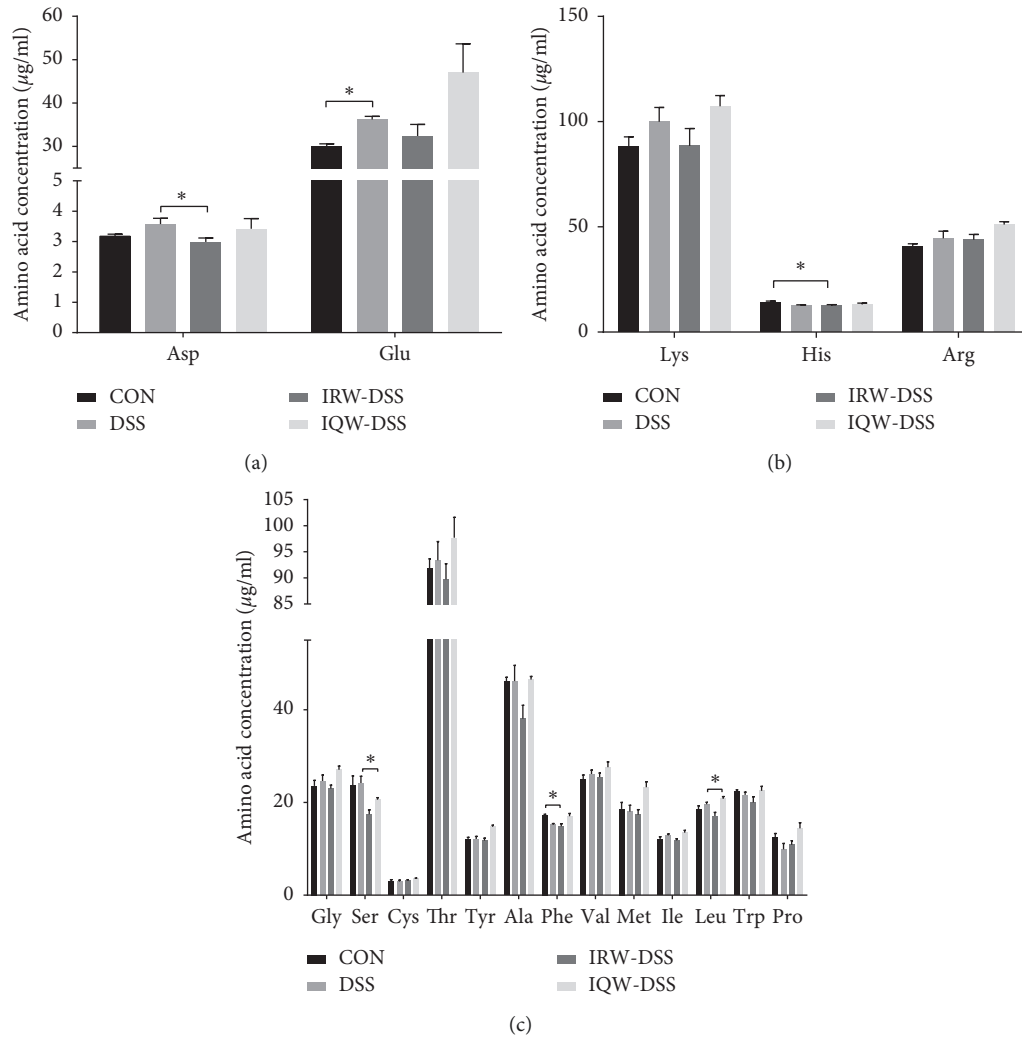 Amino acid concentration (μg/ml)
60
50
40
30
5
4
3
2
1
0
*
*
Asp
Glu
CON
DSS
IRW-DSS
IQW-DSS
(a)
Amino acid concentration (μg/ml)
150
100
50
0
*
Lys
His
Arg
CON
DSS
IRW-DSS
IQW-DSS
(b)
Amino acid concentration (μg/ml)
105
100
95
90
85
40
20
0
*
*
*
Gly Ser Cys Thr Tyr Ala Phe Val Met Ile Leu Trp Pro
CON
DSS
IRW-DSS
IQW-DSS
(c)